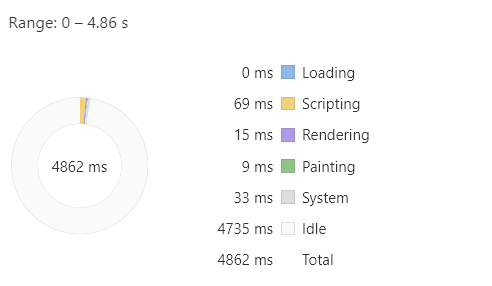 Range: 0 – 4.86 s
0 ms Loading
69 ms Scripting
15 ms Rendering
9 ms Painting
33 ms System
4735 ms Idle
4862 ms Total
4862 ms